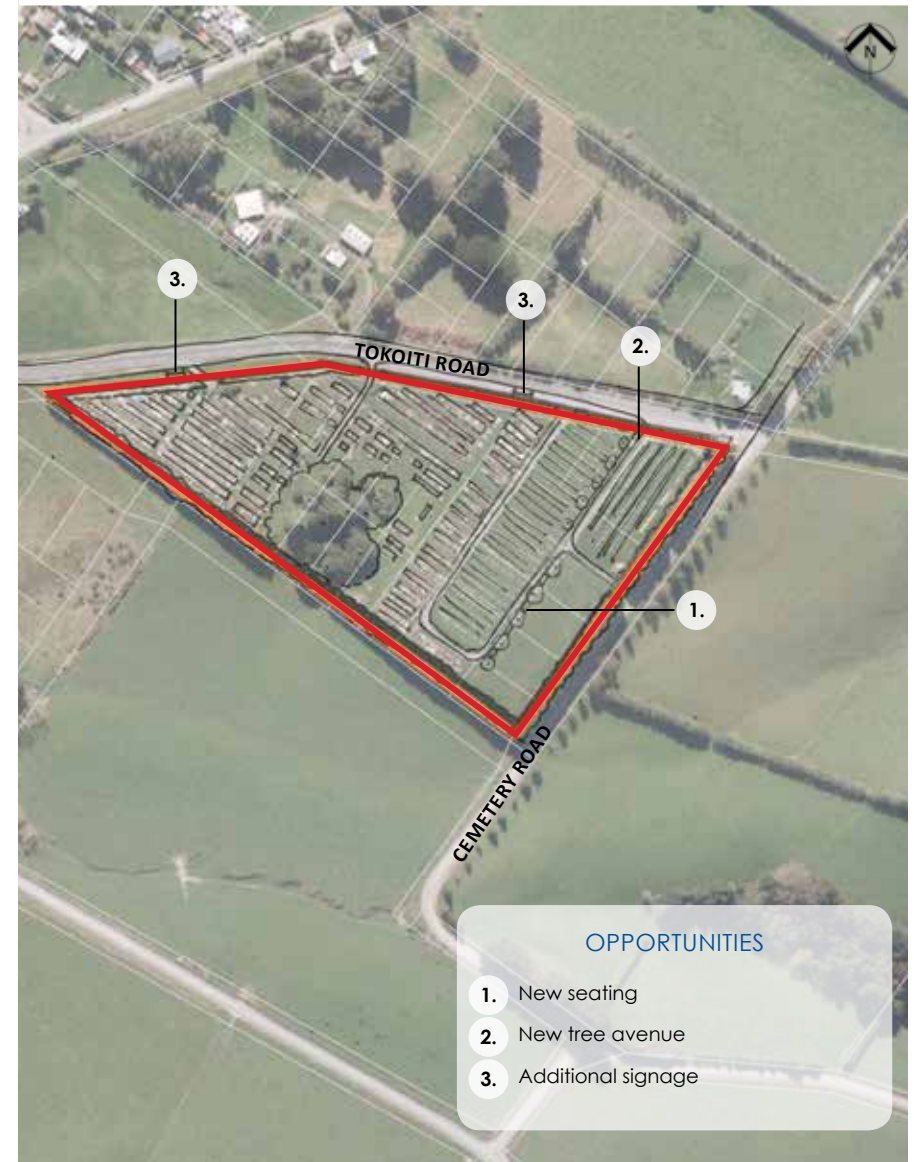 N
3.
3.
2.
TOKOITI ROAD
1.
CEMETERY ROAD
OPPORTUNITIES
1. New seating
2. New tree avenue
3. Additional signage